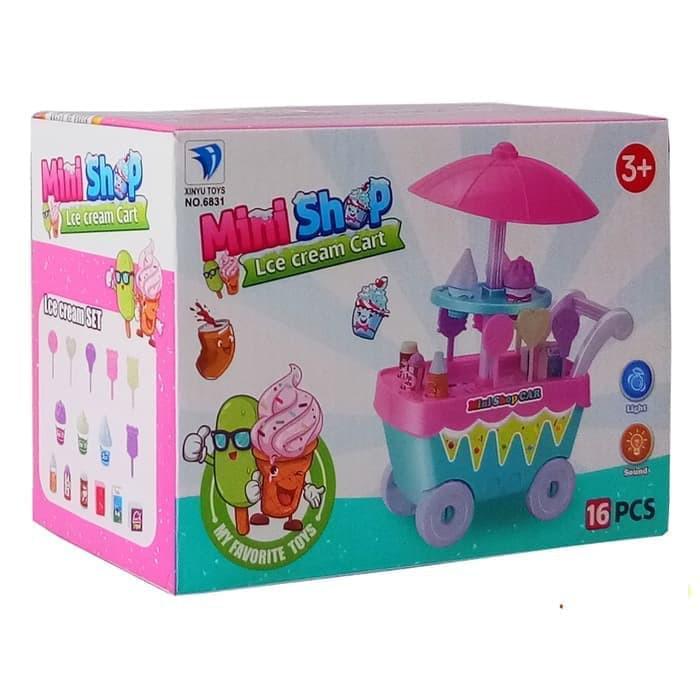 Mini Shop
Lce cream Cart
Lce cream SET
XINYU TOYS
NO.6831
Mini Shop
Lce cream Cart
3+
Mini Shop CAR
Light
Sound
MY FAVORITE TOYS
16 PCS